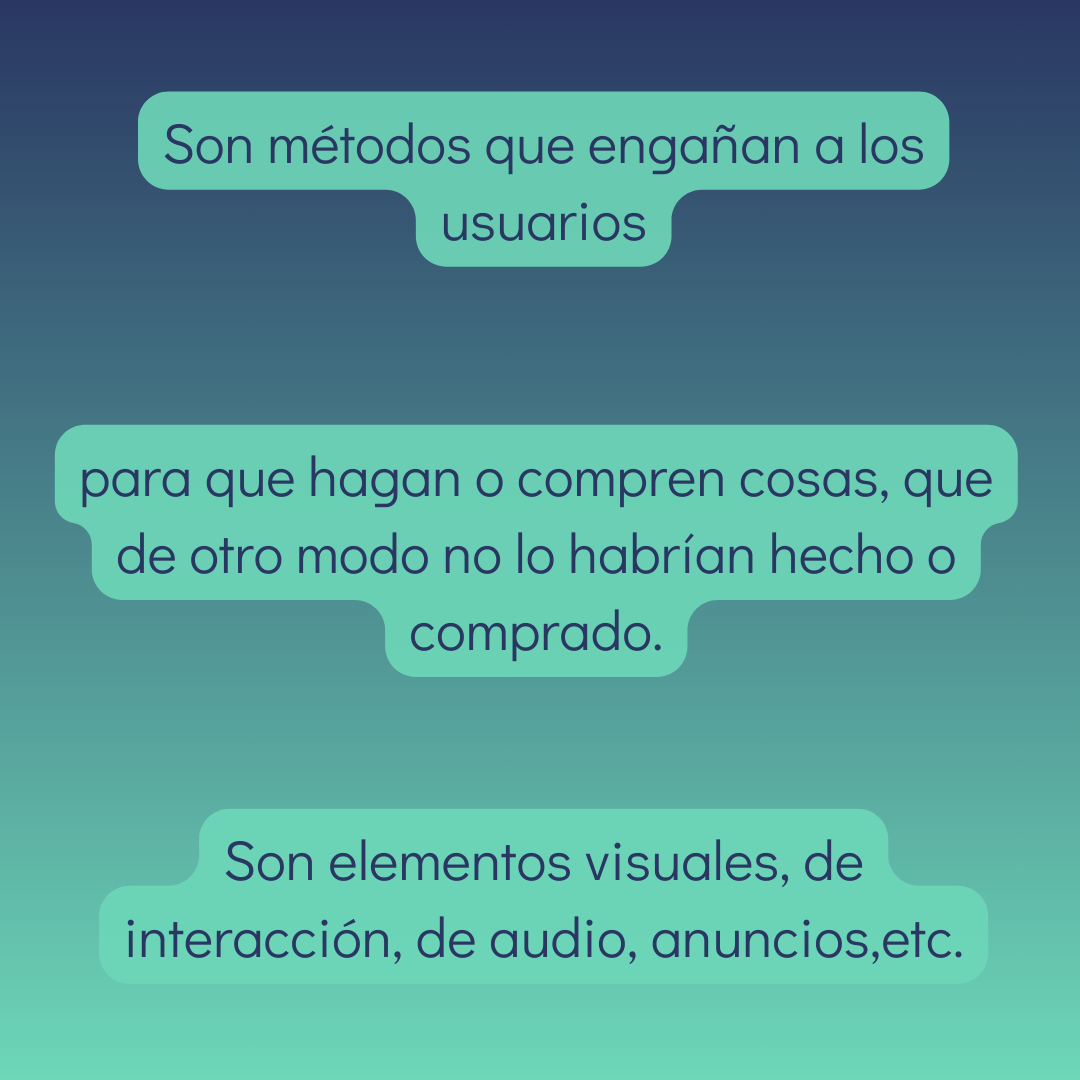 Son métodos que engañan a los
usuarios
para que hagan o compren cosas, que
de otro modo no lo habrían hecho o
comprado.
Son elementos visuales, de
interacción, de audio, anuncios,etc.